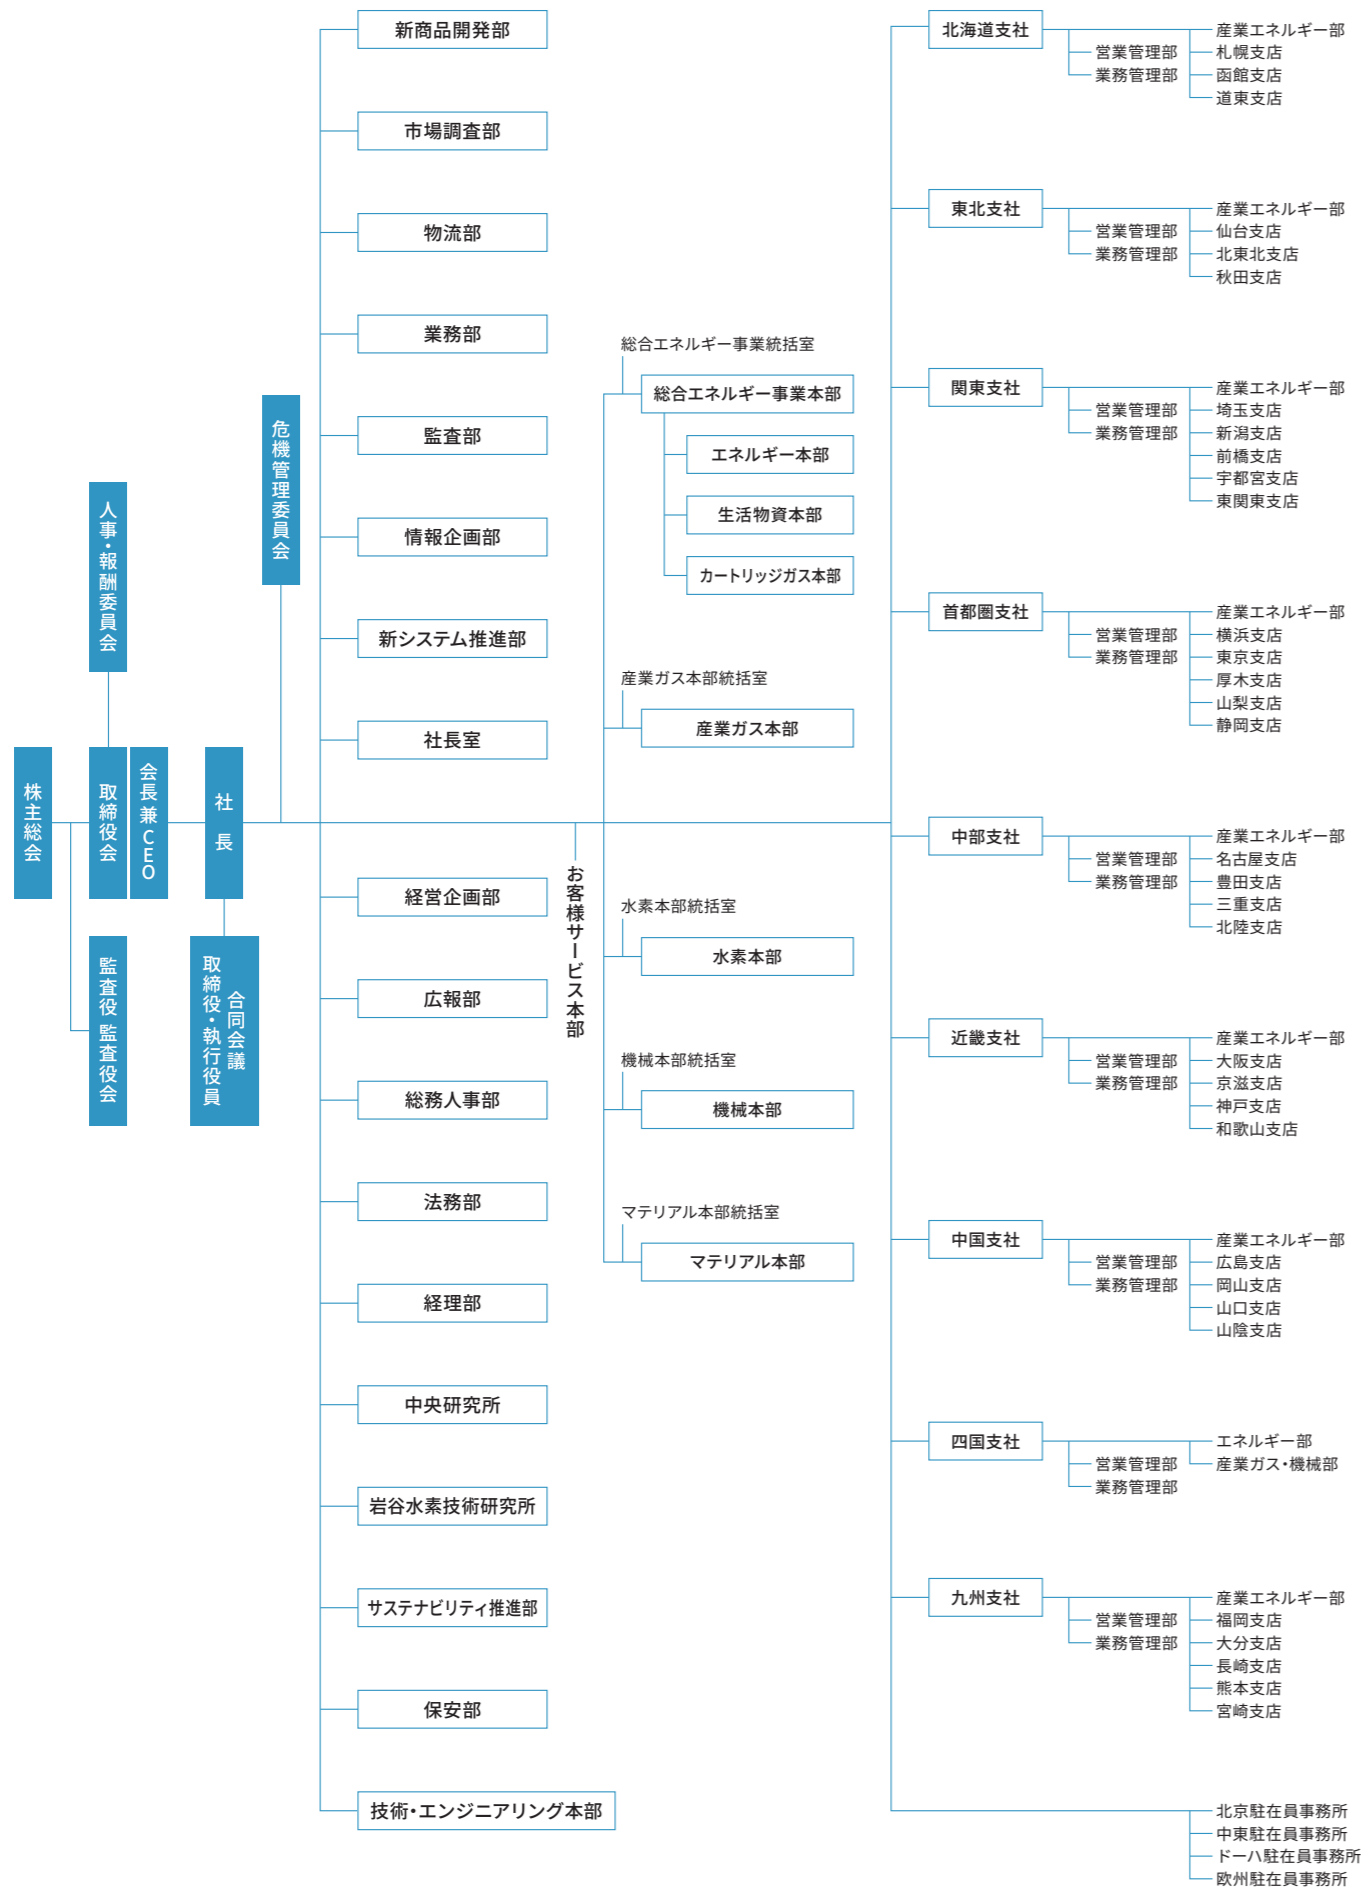 株主総会
取締役会
会長兼CEO
人事・報酬委員会
監査役 監査役会
社長
取締役・執行役員
合同会議
危機管理委員会
新商品開発部
市場調査部
物流部
業務部
監査部
情報企画部
新システム推進部
社長室
経営企画部
広報部
総務人事部
法務部
経理部
中央研究所
岩谷水素技術研究所
サステナビリティ推進部
保安部
技術・エンジニアリング本部
お客様サービス本部
総合エネルギー事業統括室
総合エネルギー事業本部
エネルギー本部
生活物資本部
カートリッジガス本部
産業ガス本部統括室
産業ガス本部
水素本部統括室
水素本部
機械本部統括室
機械本部
マテリアル本部統括室
マテリアル本部
北海道支社
営業管理部
業務管理部
産業エネルギー部
札幌支店
函館支店
道東支店
東北支社
営業管理部
業務管理部
産業エネルギー部
仙台支店
北東北支店
秋田支店
関東支社
営業管理部
業務管理部
産業エネルギー部
埼玉支店
新潟支店
前橋支店
宇都宮支店
東関東支店
首都圏支社
営業管理部
業務管理部
産業エネルギー部
横浜支店
東京支店
厚木支店
山梨支店
静岡支店
中部支社
営業管理部
業務管理部
産業エネルギー部
名古屋支店
豊田支店
三重支店
北陸支店
近畿支社
営業管理部
業務管理部
産業エネルギー部
大阪支店
京滋支店
神戸支店
和歌山支店
中国支社
営業管理部
業務管理部
産業エネルギー部
広島支店
岡山支店
山口支店
山陰支店
四国支社
営業管理部
業務管理部
エネルギー部
産業ガス・機械部
九州支社
営業管理部
業務管理部
産業エネルギー部
福岡支店
大分支店
長崎支店
熊本支店
宮崎支店
北京駐在員事務所
中東駐在員事務所
ドーハ駐在員事務所
欧州駐在員事務所